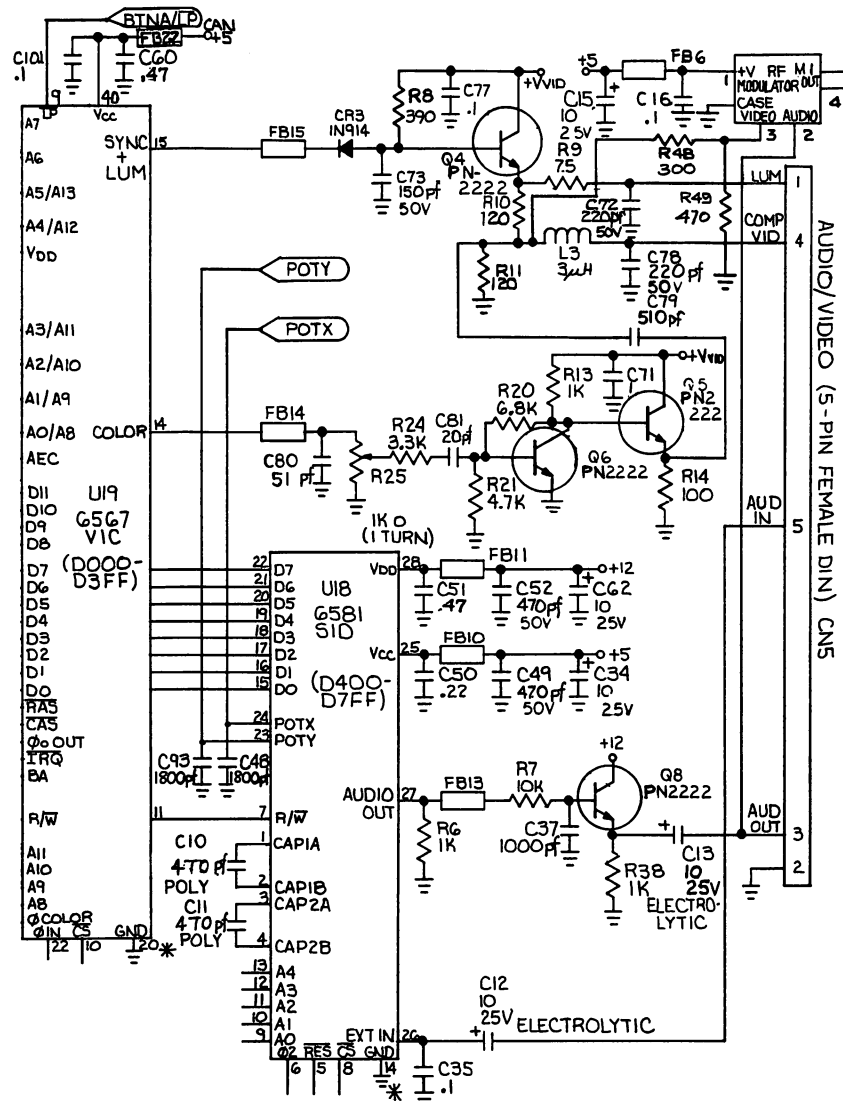 BTNA/LP
CAN
+5
FB22
C101
.1
C60
.47
9
40
LP
Vcc
A7
SYNC
+
LUM
15
FB15
CR3
IN914
R8
390
C77
.1
+VVID
Q4
PN-
2222
C73
150pf
50V
+5
FB6
C15
+
10
25V
C16
.1
1
+V RF M1
MODULATOR OUT
CASE
VIDEO AUDIO
4
3
2
R9
75
R48
300
R49
470
LUM
1
COMP
VID
4
R10
120
C72
220pf
50V
L3
3µH
R11
120
C78
220pf
50V
C79
510pf
A6
A5/A13
A4/A12
VDD
POTY
POTX
A3/A11
A2/A10
A1/A9
A0/A8
AEC
COLOR
14
FB14
C80
51 pf
R25
1K Ω
(1 TURN)
R24
3.3K
C81
20pf
R20
6.8K
R13
1K
C71
.1
+VVID
Q5
PN2
222
Q6
PN2222
R21
4.7K
R14
100
AUD
IN
5
AUDIO/VIDEO (5-PIN FEMALE DIN) CN5
D11
D10
D9
D8
U19
6567
VIC
(D000-
D3FF)
D7
D6
D5
D4
D3
D2
D1
D0
RAS
CAS
ΦoOUT
IRQ
BA
R/W
A11
A10
A9
A8
ΦCOLOR
ΦIN
CS
GND
22
10
20
*
22
21
20
19
18
17
16
15
D7
D6
D5
D4
D3
D2
D1
D0
U18
6581
SID
(D400-
D7FF)
VDD
28
FB11
+12
C51
.47
C52
470pf
50V
+
C62
10
25V
Vcc
25
FB10
+5
C50
.22
C49
470pf
50V
+
C34
10
25V
24
POTX
23
POTY
C93
1800pf
C48
1800pf
11
7
R/W
AUDIO
OUT
27
FB13
R7
10K
+12
Q8
PN2222
R6
1K
C37
1000pf
R38
1K
+
C13
10
25V
ELECTRO-
LYTIC
AUD
OUT
3
2
1
CAP1A
C10
470 pf
POLY
2
CAP1B
3
CAP2A
C11
470 pf
POLY
4
CAP2B
13
A4
12
A3
11
A2
10
A1
9
A0
EXT IN
26
Φ2
RES
CS
GND
6
5
8
14
*
C35
.1
C12
10
25V
+
ELECTROLYTIC